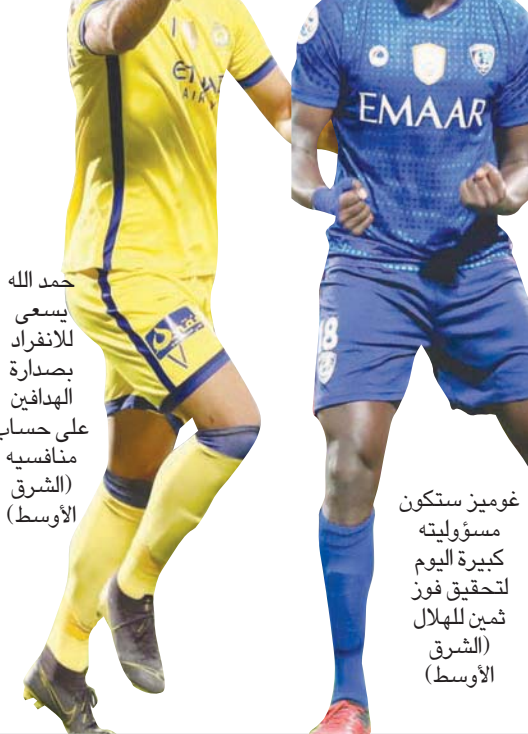 EMAAR
18
حمد الله
يسعى
للانفراد
بصدارة
الهدافين
على حساب
منافسيه
(الشرق
الأوسط)
غوميز ستكون
مسؤوليته
كبيرة اليوم
لتحقيق فوز
ثمين للهلال
(الشرق
الأوسط)